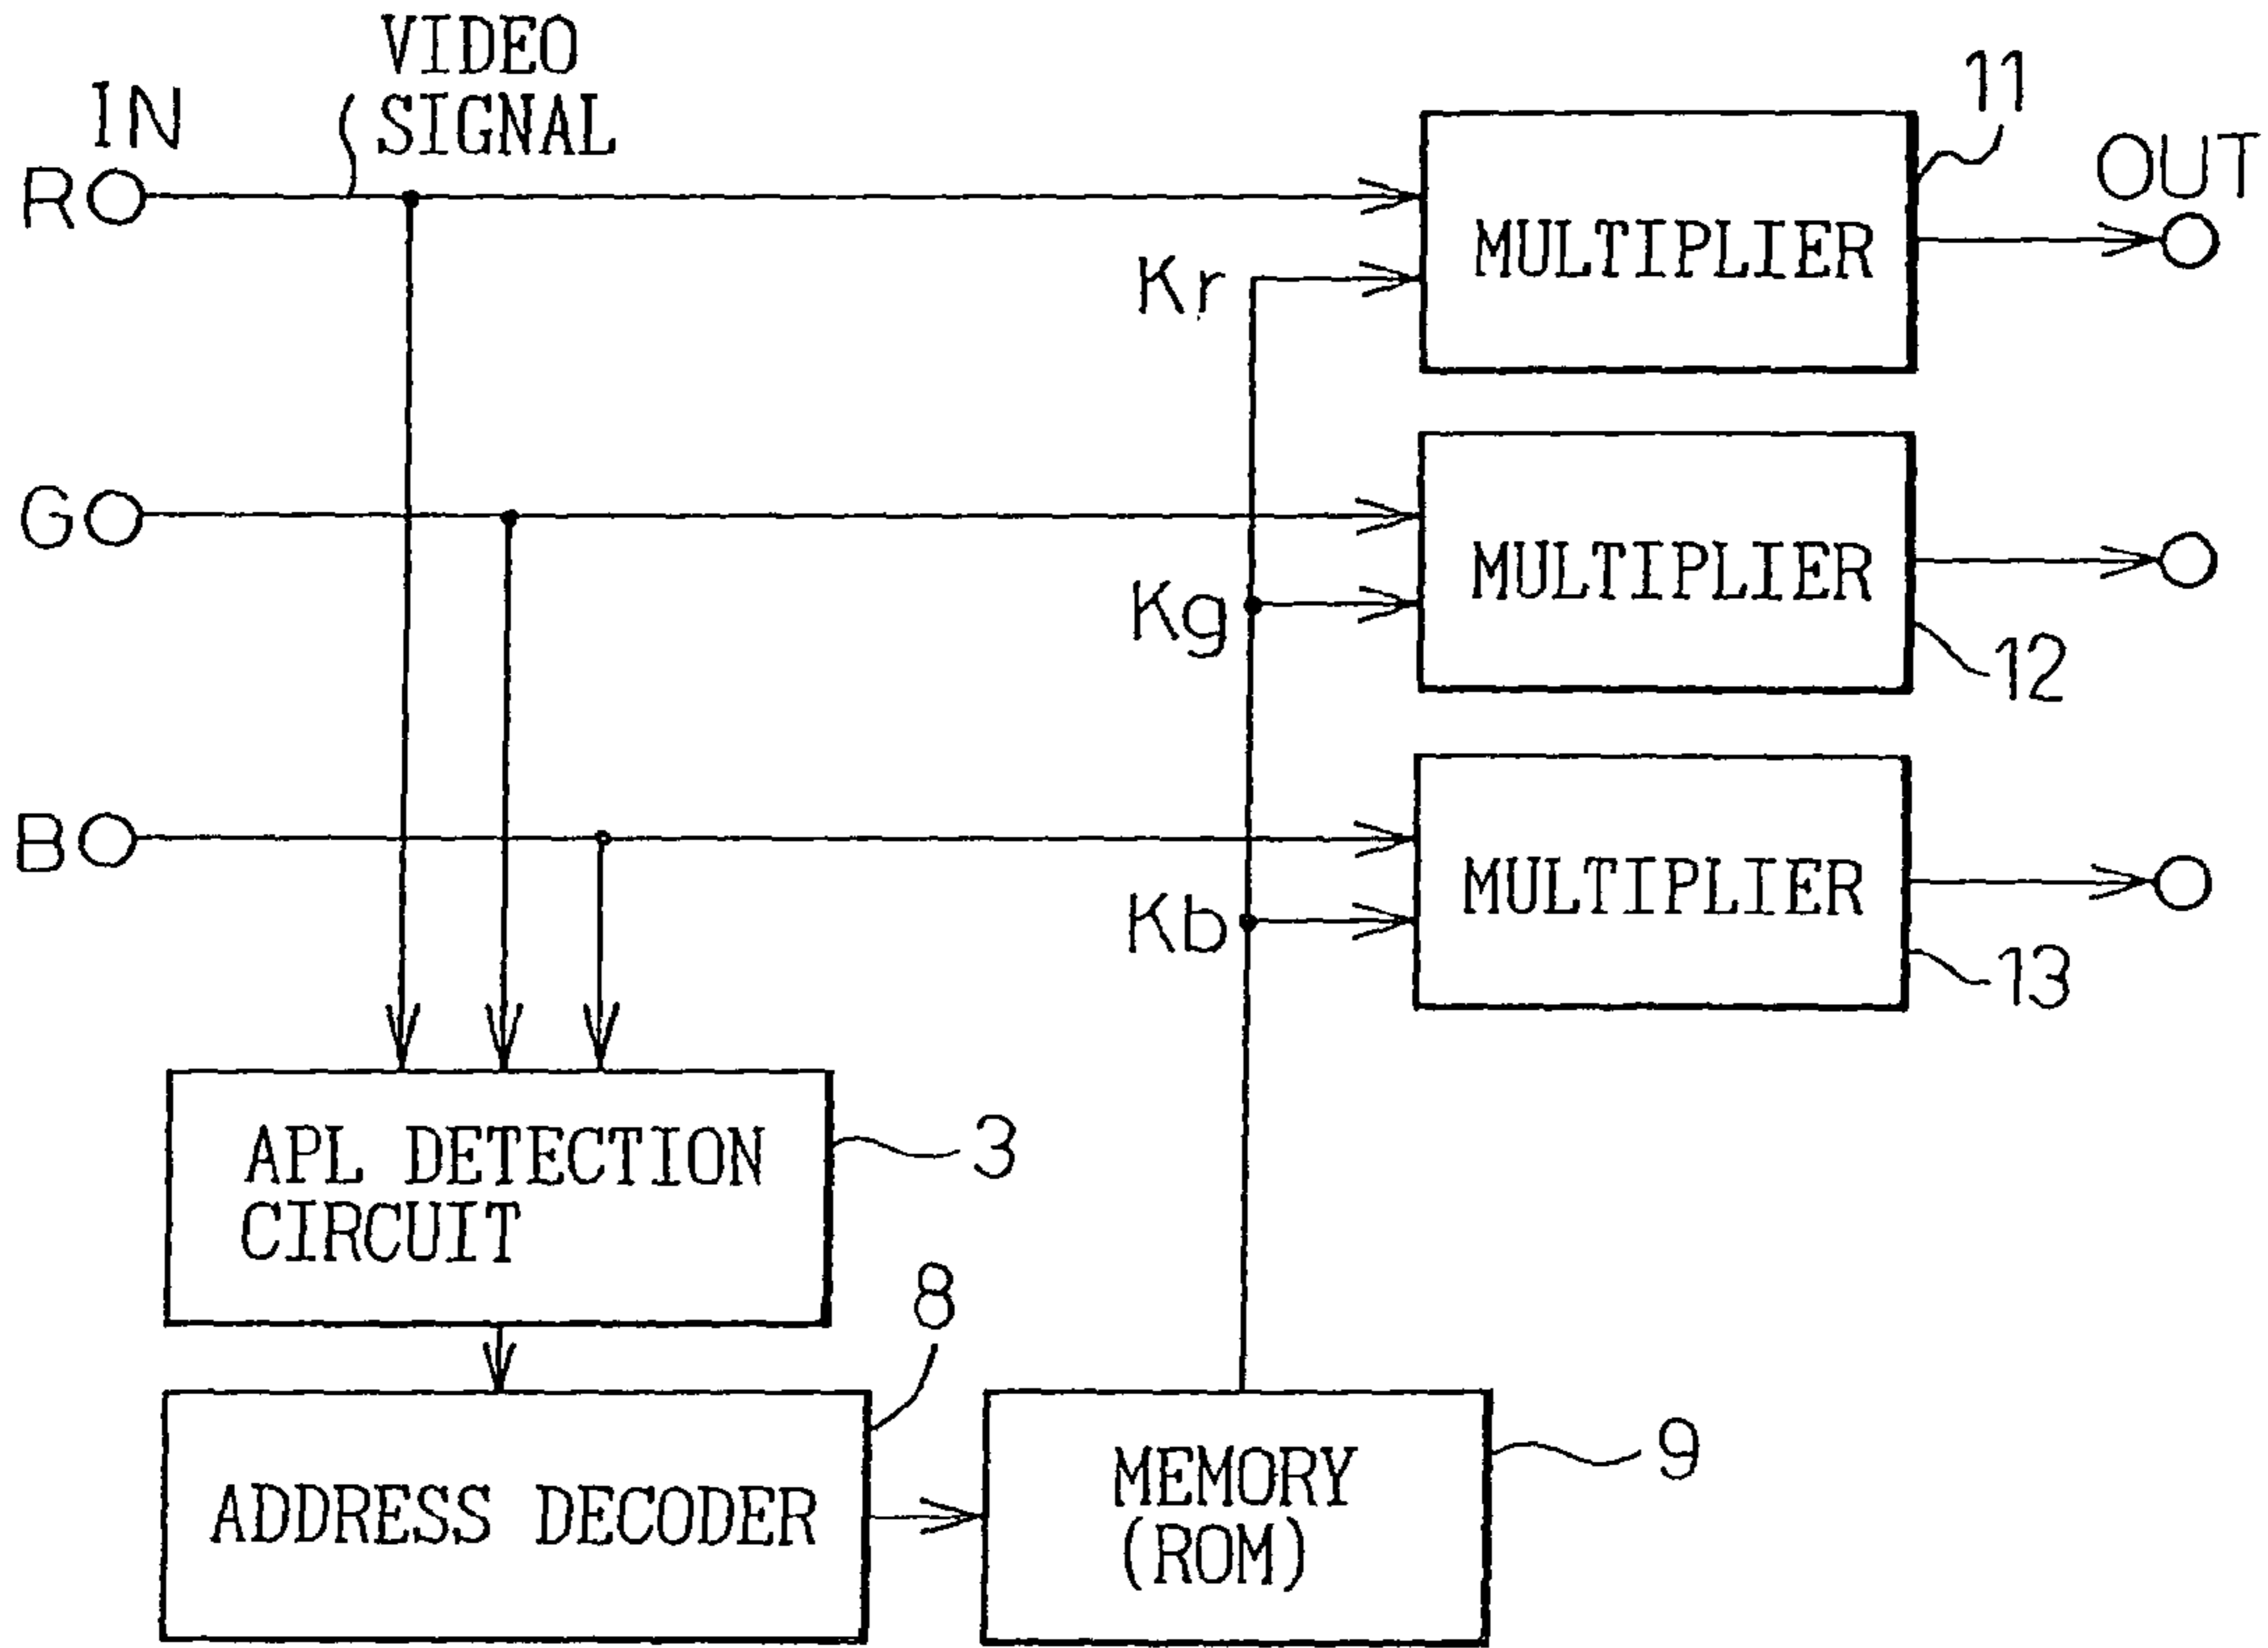 VIDEO
SIGNAL
IN
R
11
OUT
MULTIPLIER
Kr
G
MULTIPLIER
Kg
12
B
MULTIPLIER
Kb
13
APL DETECTION
CIRCUIT
3
8
ADDRESS DECODER
MEMORY
(ROM)
9